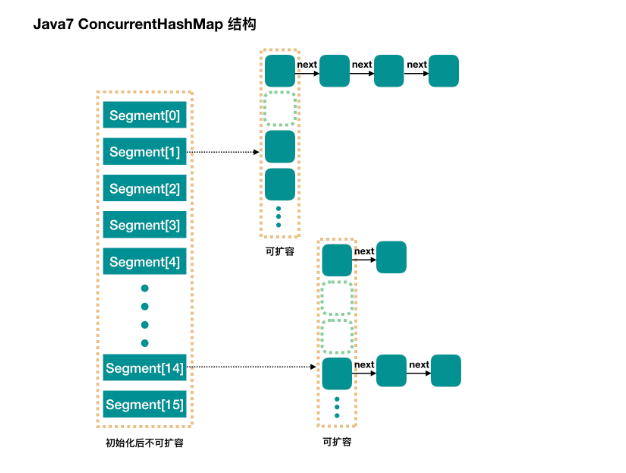 Java7 ConcurrentHashMap 结构
next next next
Segment[0]
Segment[1]
Segment[2]
Segment[3]
Segment[4]
可扩容
next
Segment[14]
next next
Segment[15]
初始化后不可扩容
可扩容